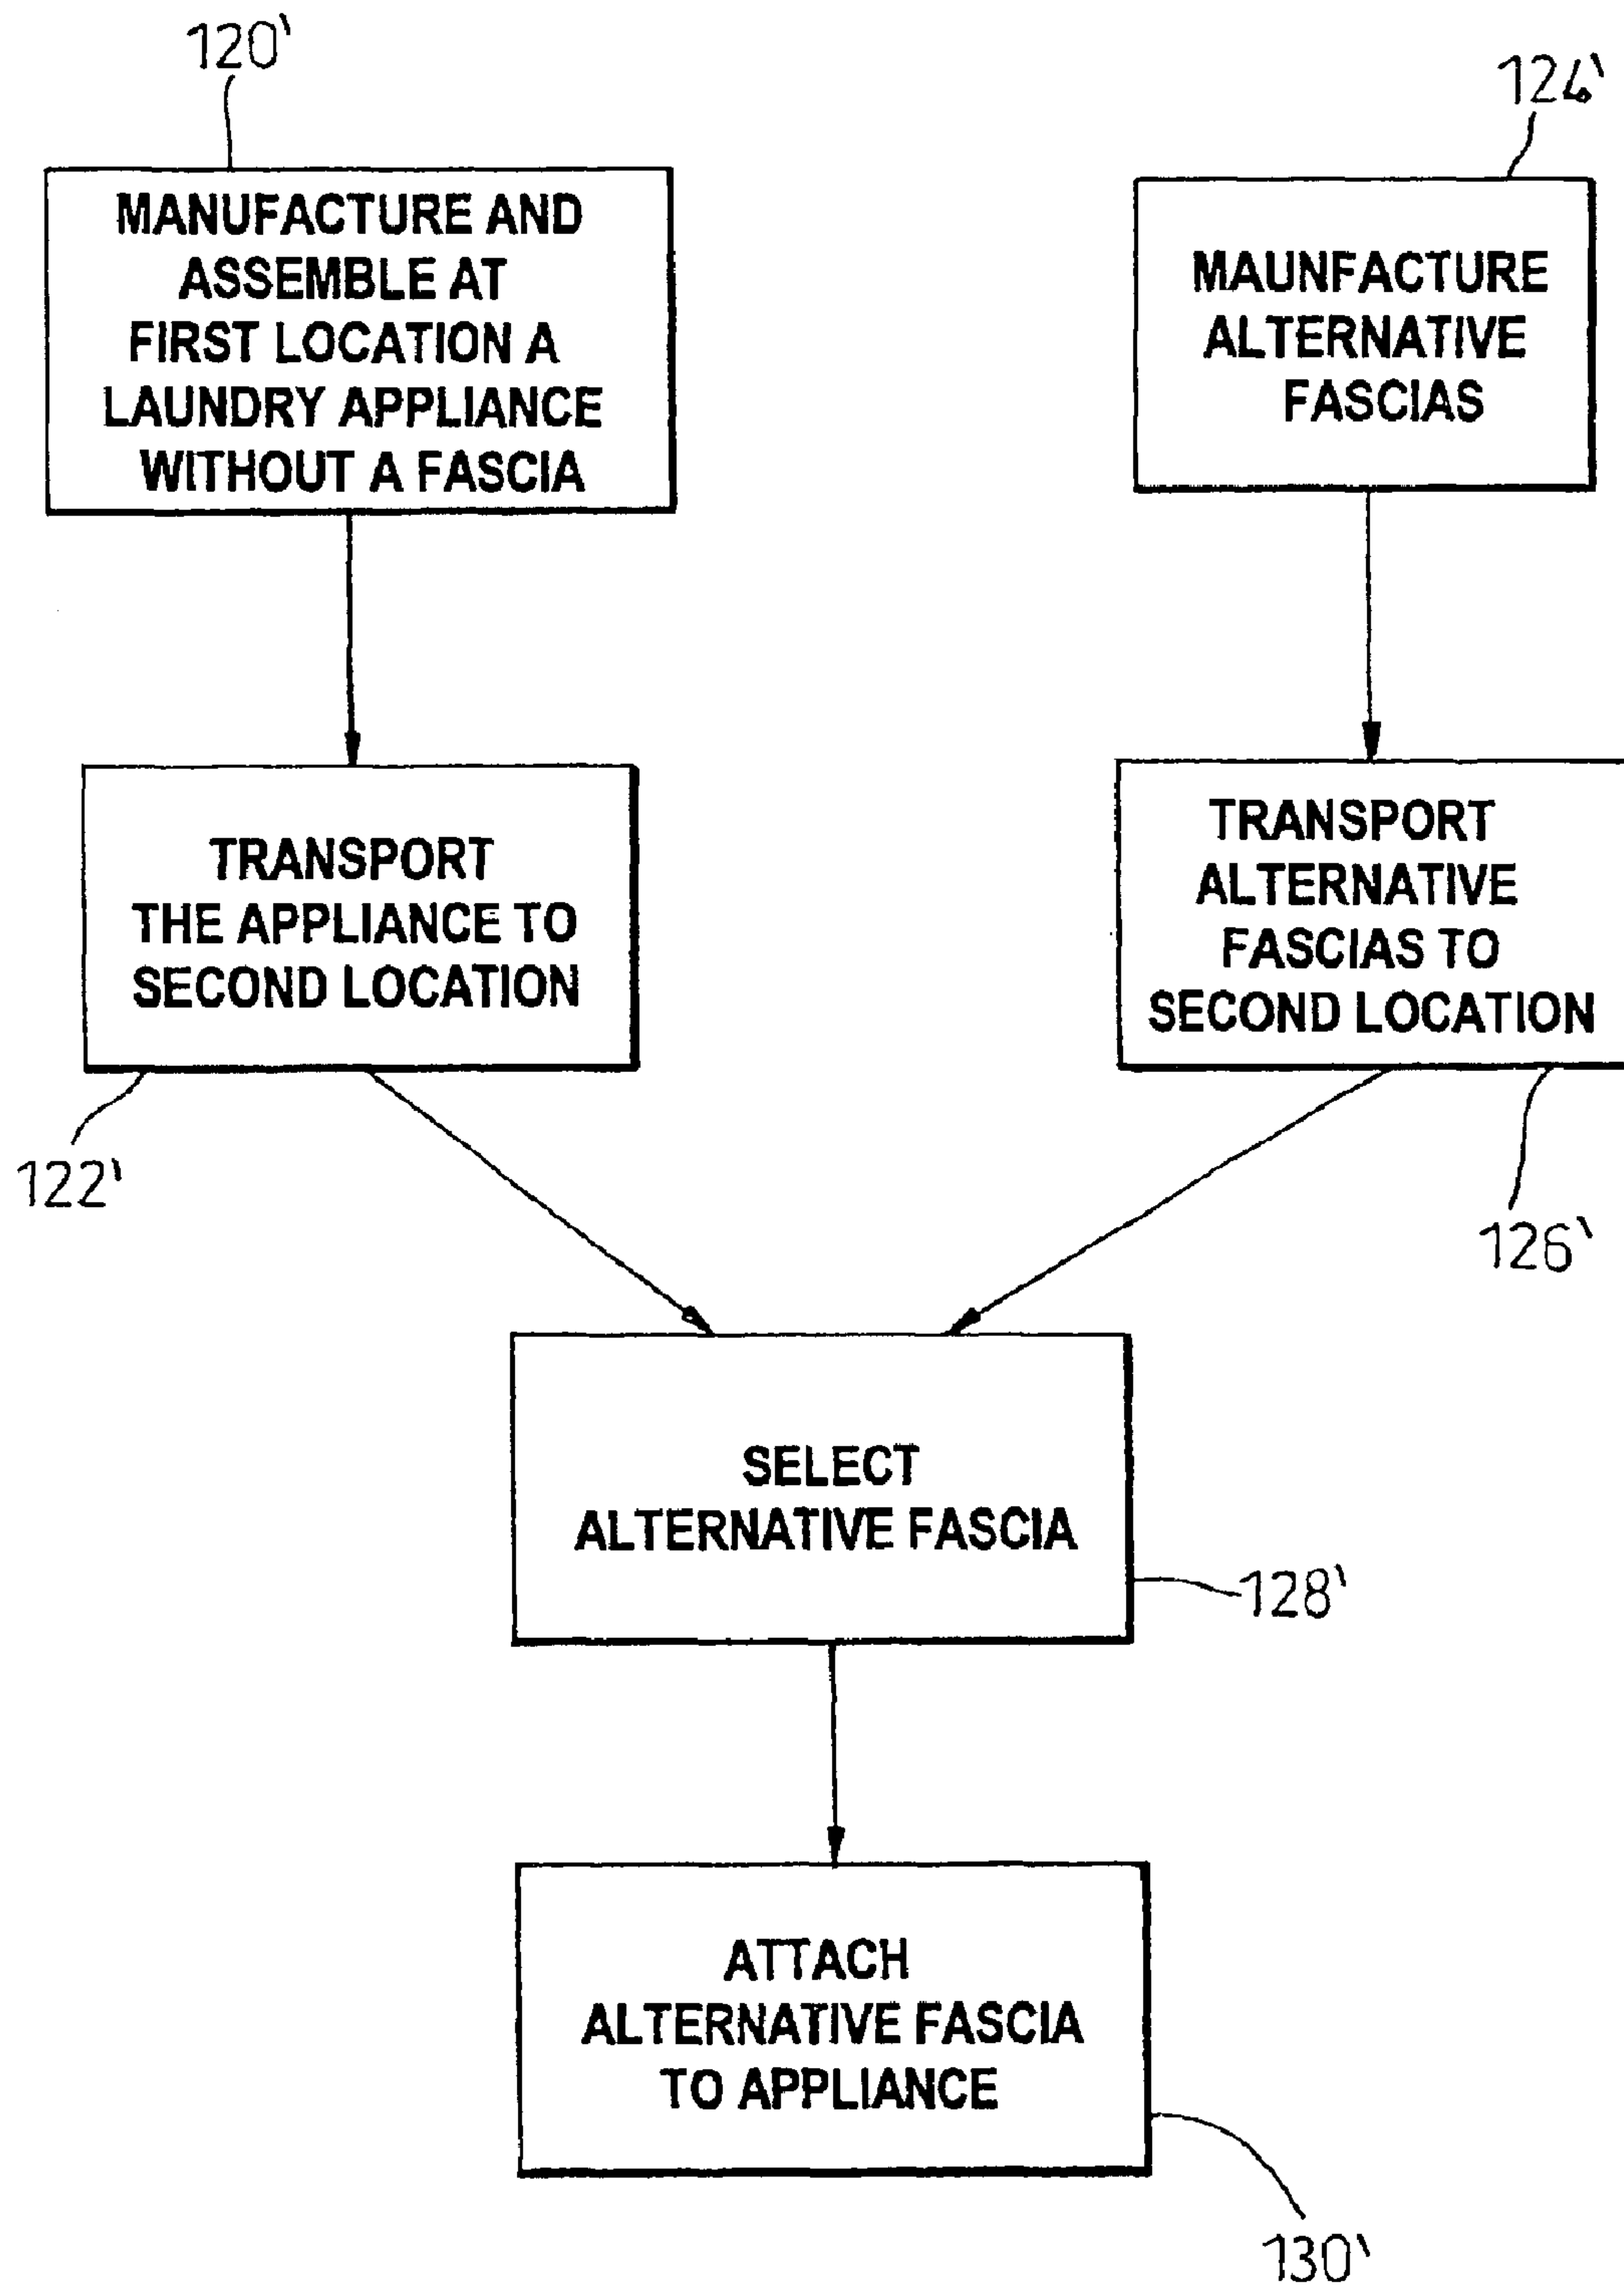 120'
MANUFACTURE AND
ASSEMBLE AT
FIRST LOCATION A
LAUNDRY APPLIANCE
WITHOUT A FASCIA
124'
MAUNFACTURE
ALTERNATIVE
FASCIAS
TRANSPORT
THE APPLIANCE TO
SECOND LOCATION
122'
TRANSPORT
ALTERNATIVE
FASCIAS TO
SECOND LOCATION
126'
SELECT
ALTERNATIVE FASCIA
128'
ATTACH
ALTERNATIVE FASCIA
TO APPLIANCE
130'